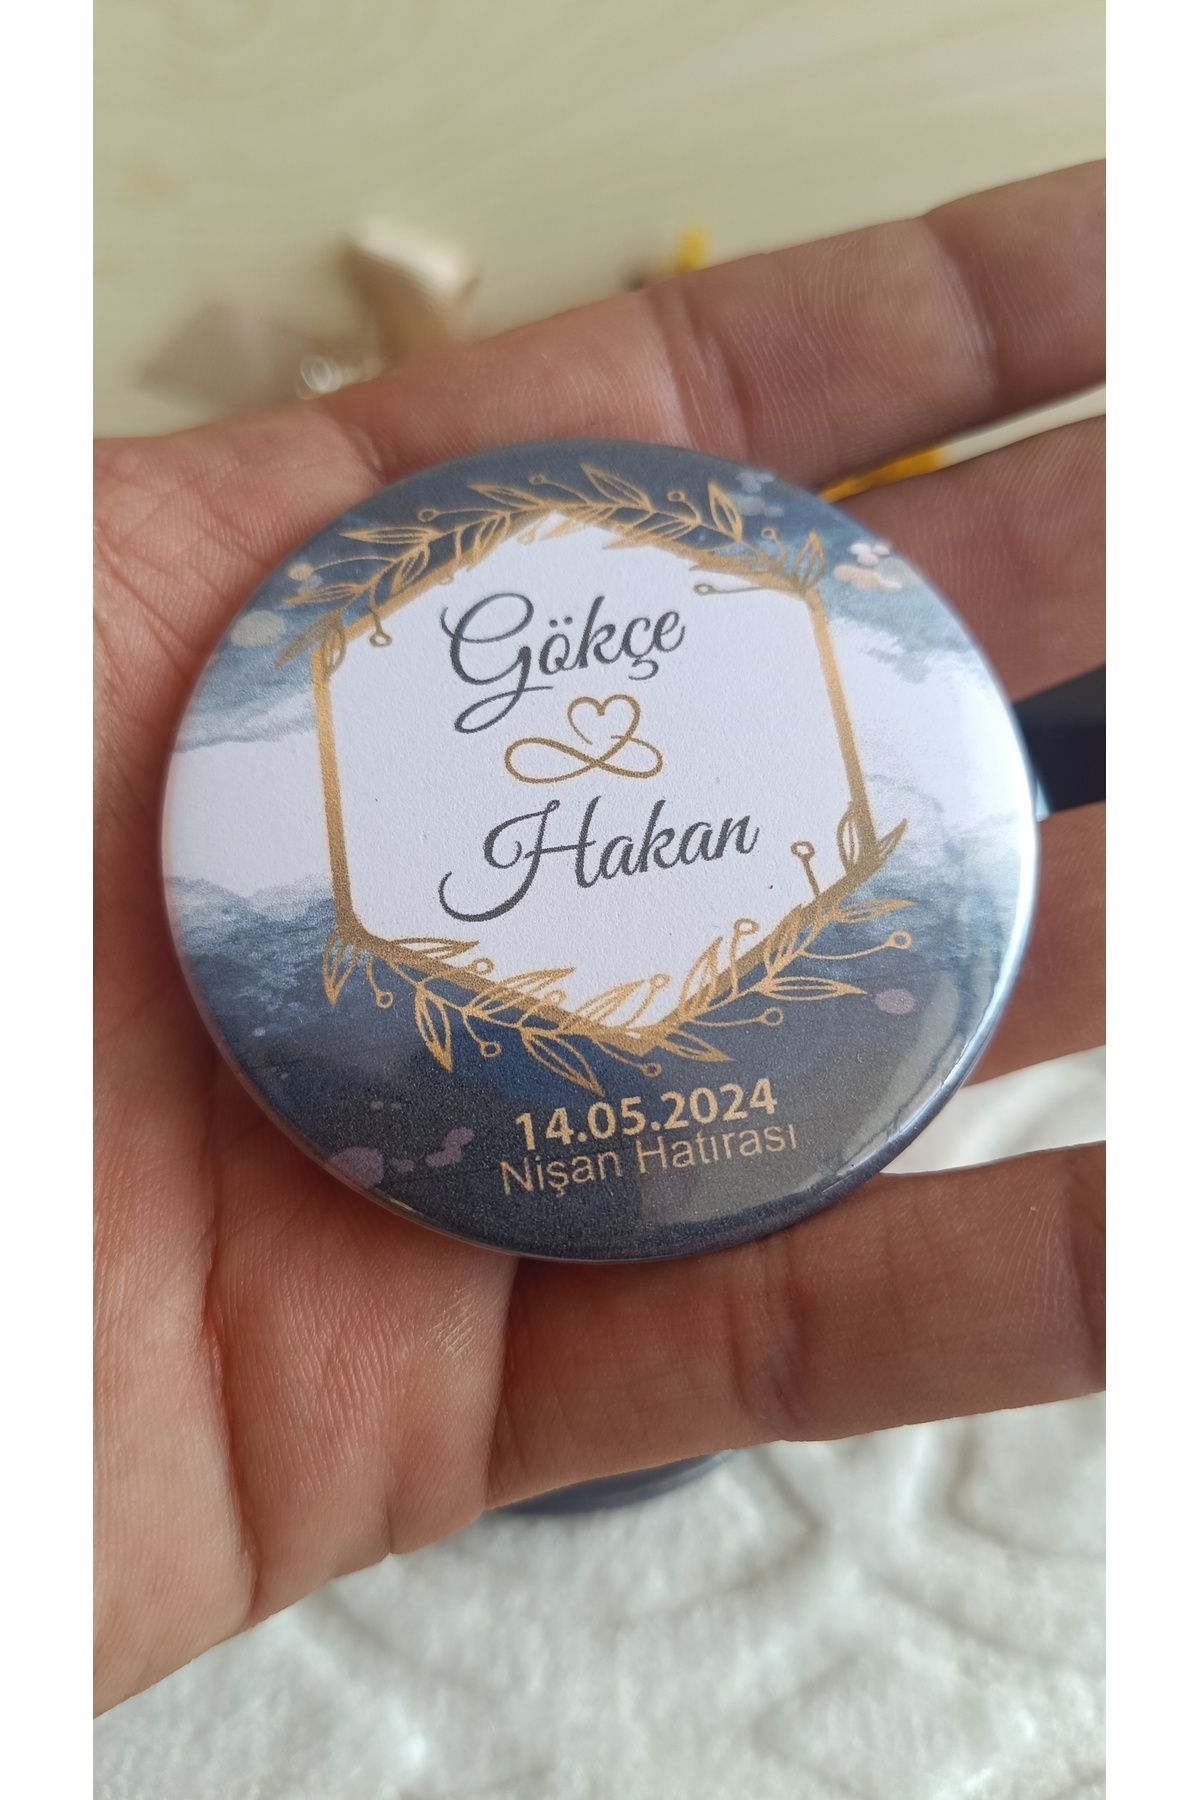 Gökçe
Hakan
14.05.2024
Nişan Hatırası